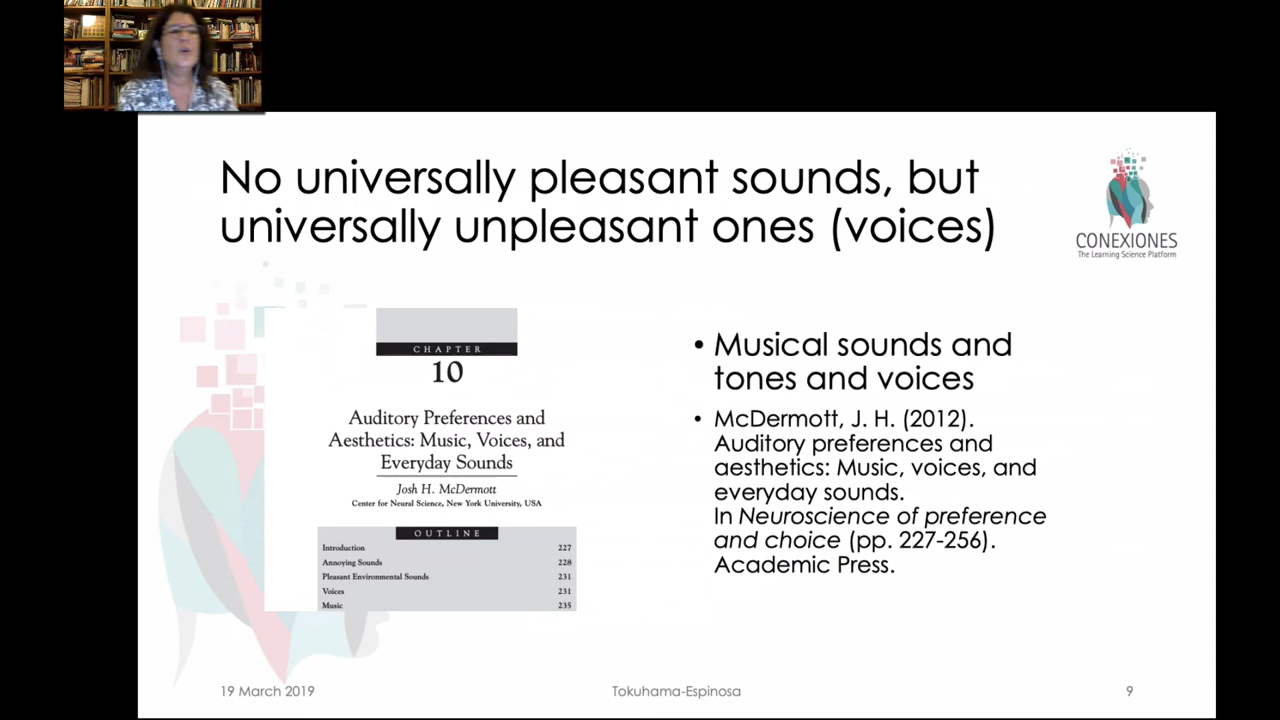 No universally pleasant sounds, but
universally unpleasant ones (voices)
CONEXIONES
The Learning Science Platform
CHAPTER
10
Auditory Preferences and
Aesthetics: Music, Voices, and
Everyday Sounds
Josh H. McDermott
Center for Neural Science, New York University, USA
OUTLINE
Introduction 227
Annoying Sounds 228
Pleasant Environmental Sounds 231
Voices 231
Music 235
• Musical sounds and
tones and voices
• McDermott, J. H. (2012).
Auditory preferences and
aesthetics: Music, voices, and
everyday sounds.
In Neuroscience of preference
and choice (pp. 227-256).
Academic Press.
19 March 2019
Tokuhama-Espinosa
9